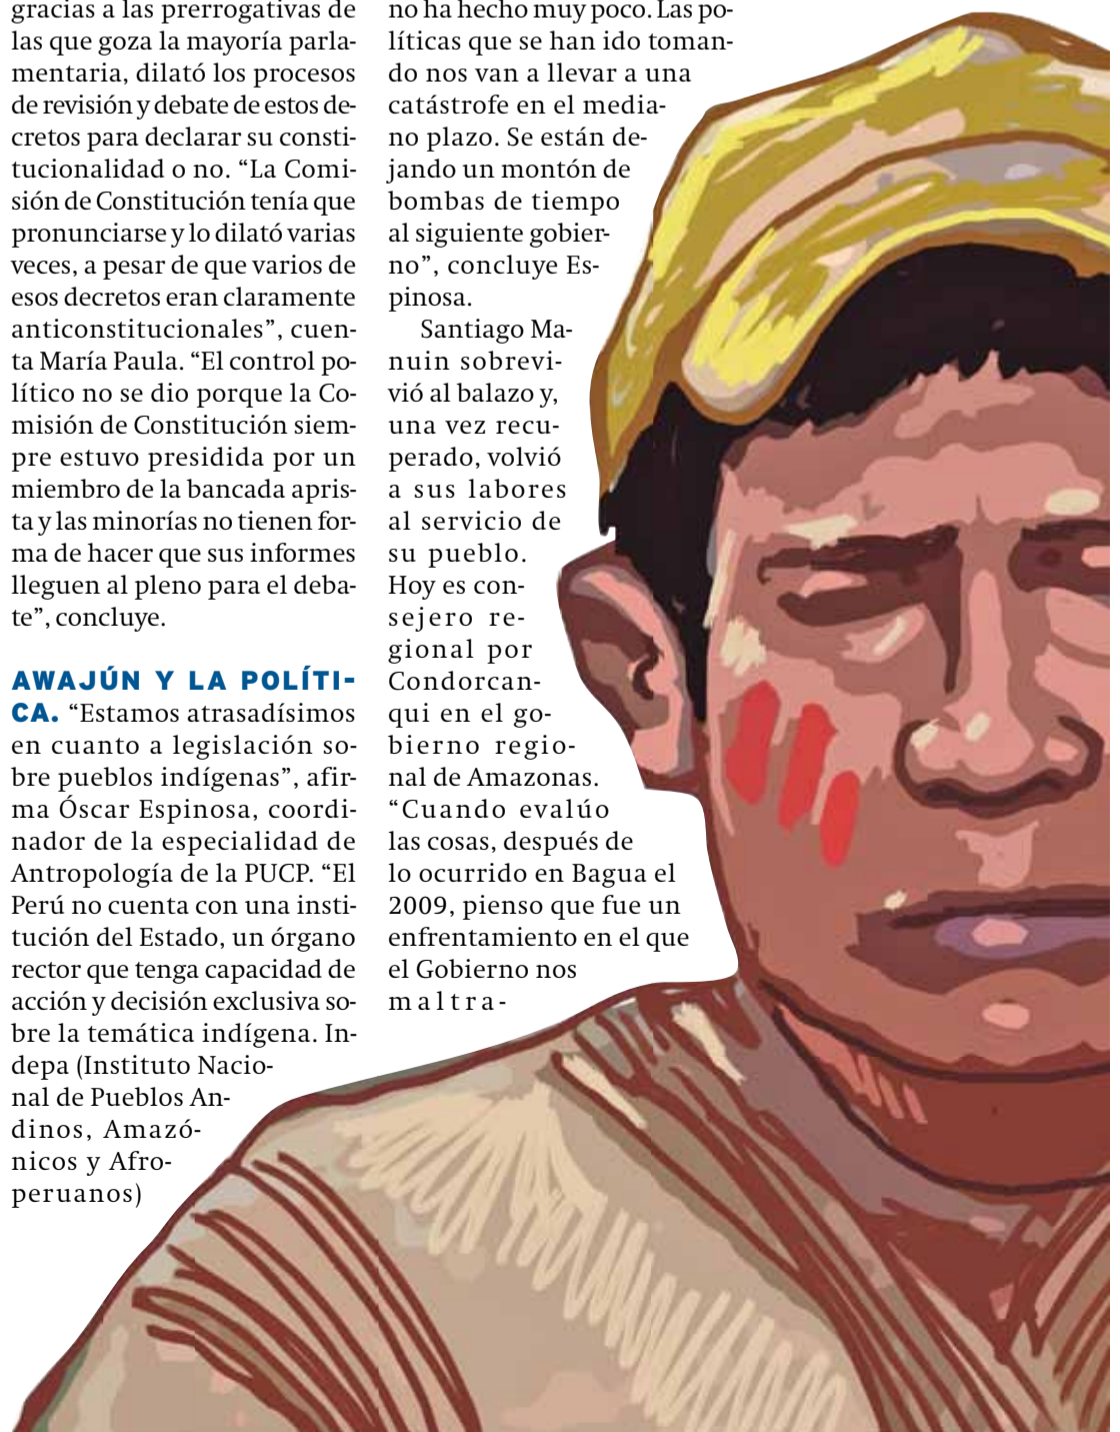 gracias a las prerrogativas de
las que goza la mayoría parla-
mentaria, dilató los procesos
de revisión y debate de estos de-
cretos para declarar su consti-
tucionalidad o no. “La Comi-
sión de Constitución tenía que
pronunciarse y lo dilató varias
veces, a pesar de que varios de
esos decretos eran claramente
anticonstitucionales”, cuen-
ta María Paula. “El control po-
lítico no se dio porque la Co-
misión de Constitución siem-
pre estuvo presidida por un
miembro de la bancada apris-
ta y las minorías no tienen for-
ma de hacer que sus informes
lleguen al pleno para el deba-
te”, concluye.
AWAJÚN Y LA POLÍTI-
CA. “Estamos atrasadísimos
en cuanto a legislación so-
bre pueblos indígenas”, afir-
ma Óscar Espinosa, coordi-
nador de la especialidad de
Antropología de la PUCP. “El
Perú no cuenta con una insti-
tución del Estado, un órgano
rector que tenga capacidad de
acción y decisión exclusiva so-
bre la temática indígena. In-
depa (Instituto Nacio-
nal de Pueblos An-
dinos, Amazó-
nicos y Afro-
peruanos)
no ha hecho muy poco. Las po-
líticas que se han ido toman-
do nos van a llevar a una
catástrofe en el media-
no plazo. Se están de-
jando un montón de
bombas de tiempo
al siguiente gobier-
no”, concluye Es-
pinosa.
Santiago Ma-
nuin sobrevi-
vió al balazo y,
una vez recu-
perado, volvió
a sus labores
al servicio de
su pueblo.
Hoy es con-
sejero re-
gional por
Condorcan-
qui en el go-
bierno regio-
nal de Amazonas.
“Cuando evalúo
las cosas, después de
lo ocurrido en Bagua el
2009, pienso que fue un
enfrentamiento en el que
el Gobierno nos
maltra-